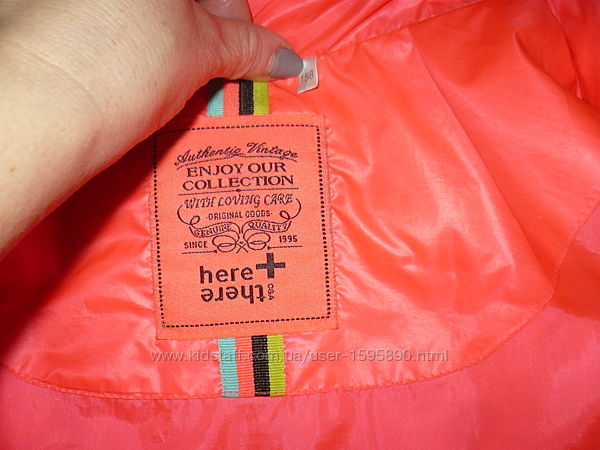 158
Authentic Vintage
ENJOY OUR
COLLECTION
WITH LOVING CARE
·ORIGINAL GOODS·
GENUINE QUALITY
SINCE 1995
here+
there
C&A
www.kidstaff.com.ua/user-1595890.html